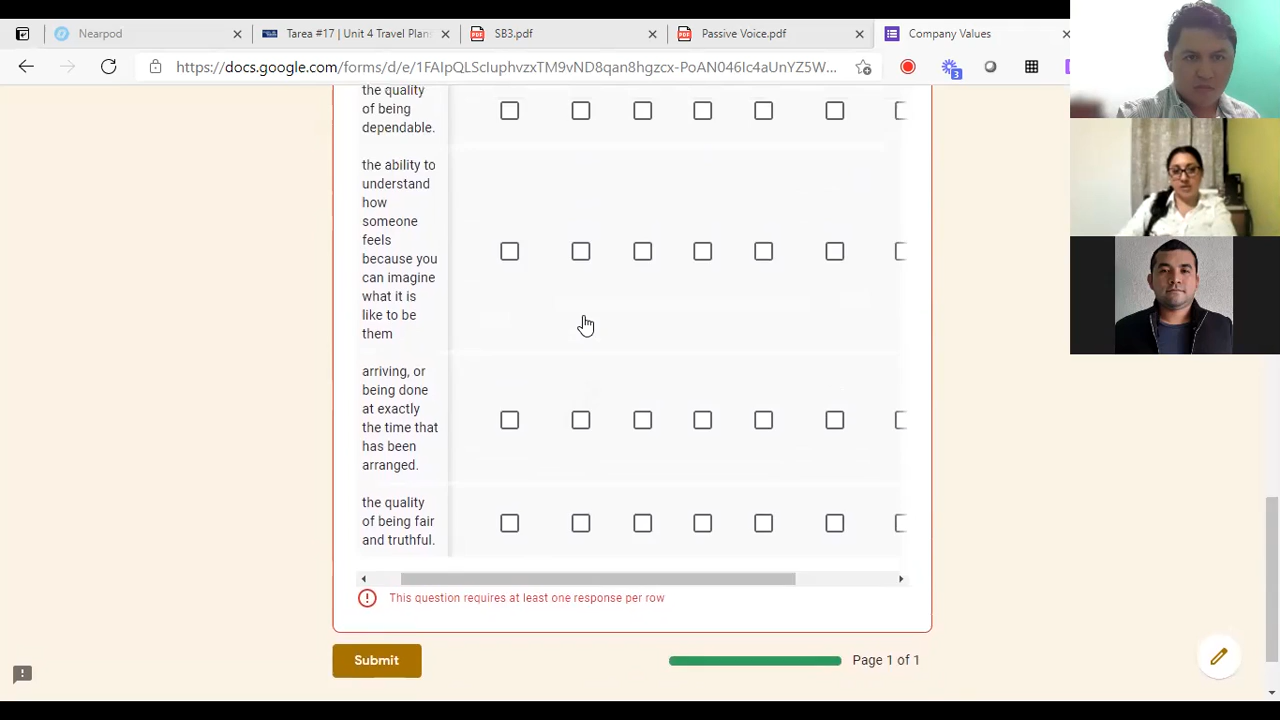 Nearpod
Tarea #17 | Unit 4 Travel Plan
SB3.pdf
Passive Voice.pdf
Company Values
https://docs.google.com/forms/d/e/1FAIpQLScIuphvzxTM9vND8qan8hgzcx-PoAN046Ic4aUnYZ5W...
3
the quality
of being
dependable.
the ability to
understand
how
someone
feels
because you
can imagine
what it is
like to be
them
arriving, or
being done
at exactly
the time that
has been
arranged.
the quality
of being fair
and truthful.
This question requires at least one response per row
Submit
Page 1 of 1